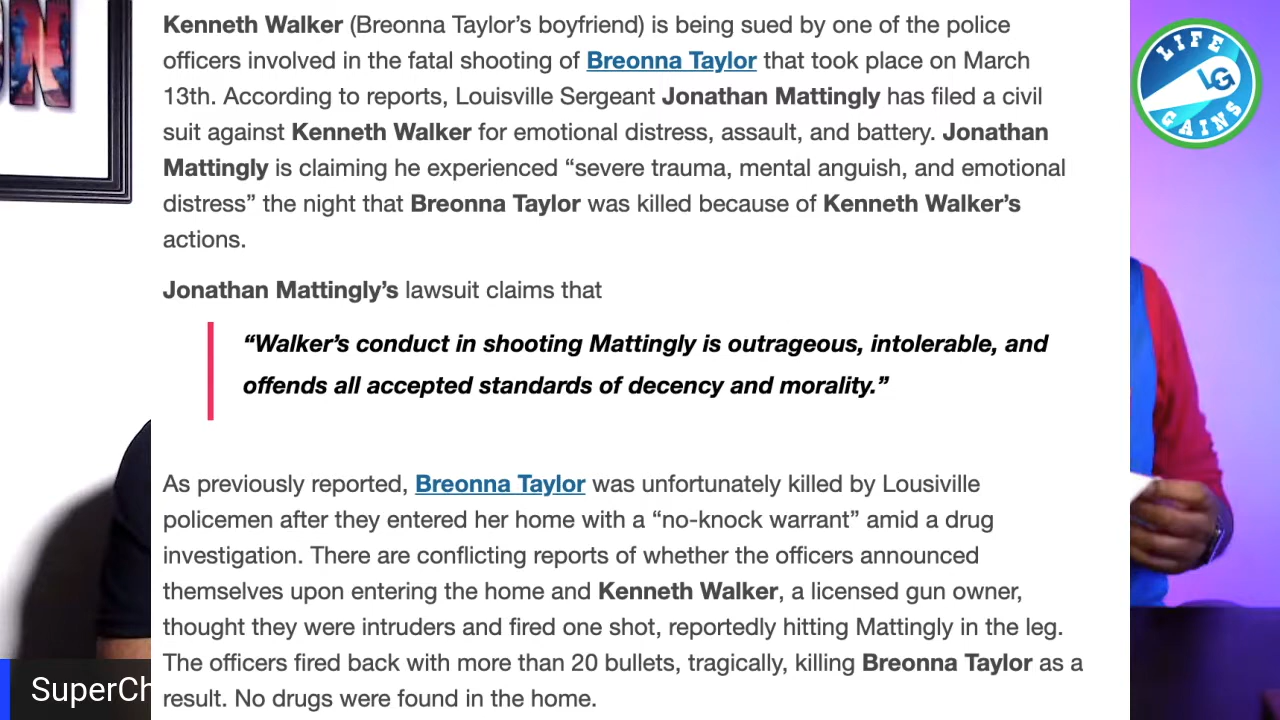 Kenneth Walker (Breonna Taylor’s boyfriend) is being sued by one of the police
officers involved in the fatal shooting of Breonna Taylor that took place on March
13th. According to reports, Louisville Sergeant Jonathan Mattingly has filed a civil
suit against Kenneth Walker for emotional distress, assault, and battery. Jonathan
Mattingly is claiming he experienced “severe trauma, mental anguish, and emotional
distress” the night that Breonna Taylor was killed because of Kenneth Walker’s
actions.
Jonathan Mattingly’s lawsuit claims that
“Walker’s conduct in shooting Mattingly is outrageous, intolerable, and
offends all accepted standards of decency and morality.”
As previously reported, Breonna Taylor was unfortunately killed by Lousiville
policemen after they entered her home with a “no-knock warrant” amid a drug
investigation. There are conflicting reports of whether the officers announced
themselves upon entering the home and Kenneth Walker, a licensed gun owner,
thought they were intruders and fired one shot, reportedly hitting Mattingly in the leg.
The officers fired back with more than 20 bullets, tragically, killing Breonna Taylor as a
result. No drugs were found in the home.
LIFE
LG
GAINS
SuperCh